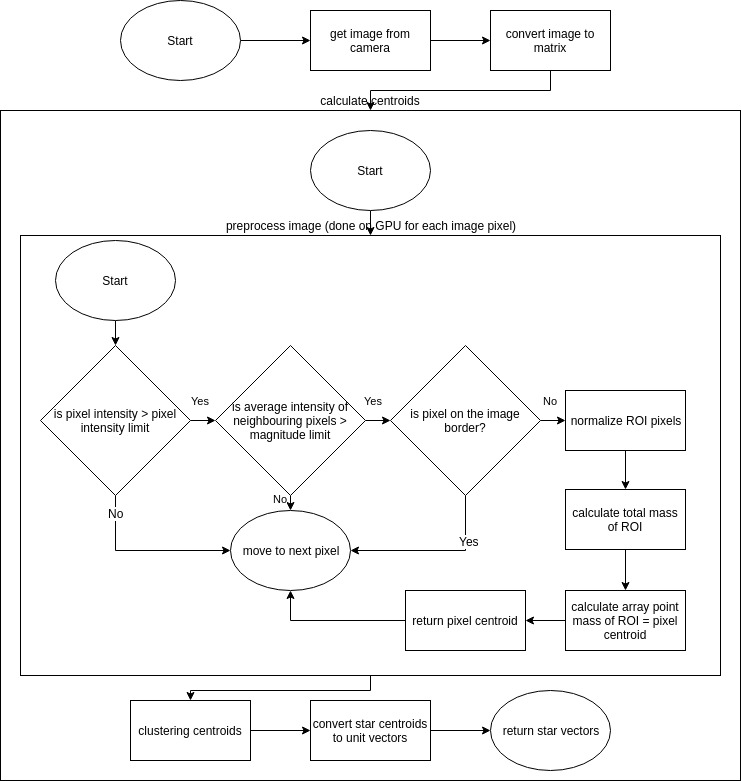 Start
get image from
camera
convert image to
matrix
calculate centroids
Start
preprocess image (done on GPU for each image pixel)
Start
is pixel intensity > pixel
intensity limit
Yes
is average intensity of
neighbouring pixels >
magnitude limit
Yes
is pixel on the image
border?
No
normalize ROI pixels
No
No
Yes
move to next pixel
calculate total mass
of ROI
calculate array point
mass of ROI = pixel
centroid
return pixel centroid
clustering centroids
convert star centroids
to unit vectors
return star vectors